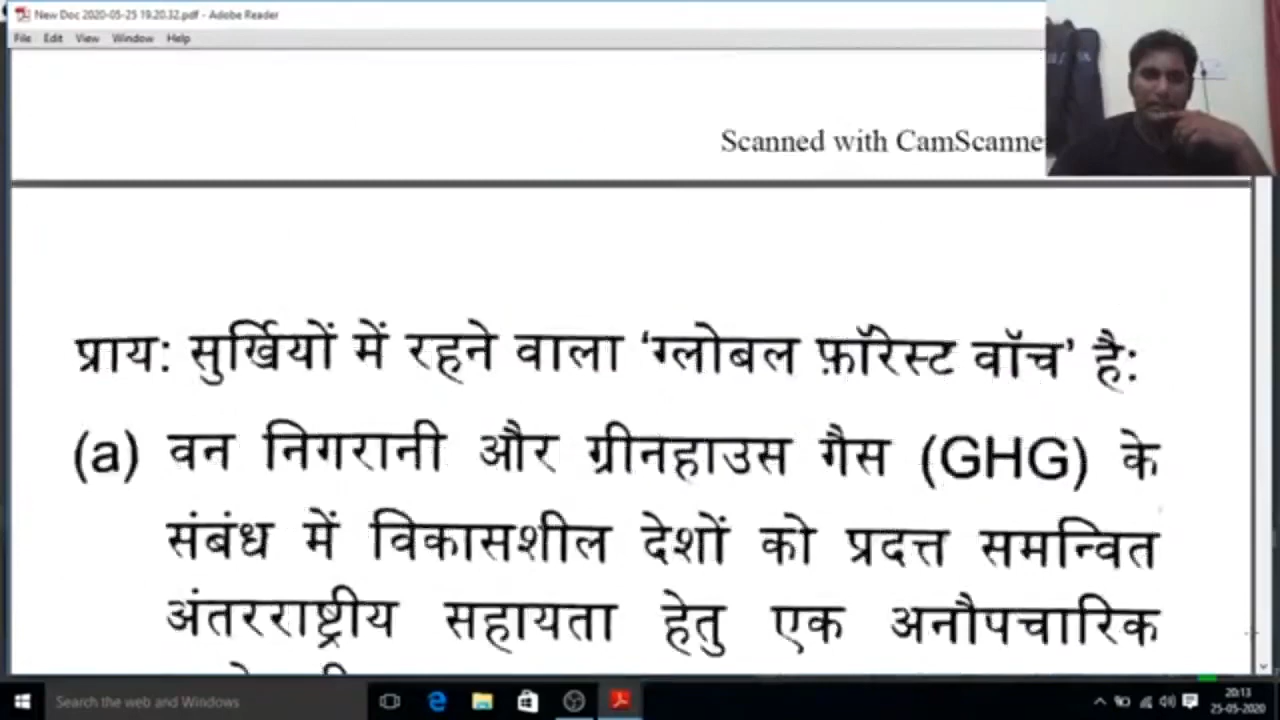 New Doc 2020-05-25 19.20.32.pdf - Adobe Reader
File Edit View Window Help
Scanned with CamScanne
प्राय: सुर्खियों में रहने वाला 'ग्लोबल फ़ॉरेस्ट वॉच' है:
(a) वन निगरानी और ग्रीनहाउस गैस (GHG) के
संबंध में विकासशील देशों को प्रदत्त समन्वित
अंतरराष्ट्रीय सहायता हेतु एक अनौपचारिक
Search the web and Windows
20:13
25-05-2020